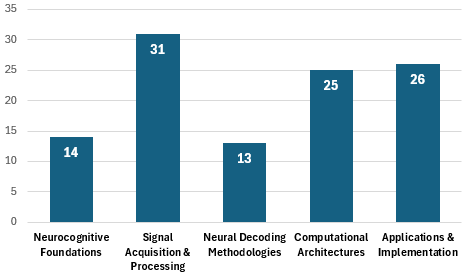 35
30
25
20
15
10
5
0
14
31
13
25
26
Neurocognitive
Foundations
Signal
Acquisition &
Processing
Neural Decoding
Methodologies
Computational
Architectures
Applications &
Implementation